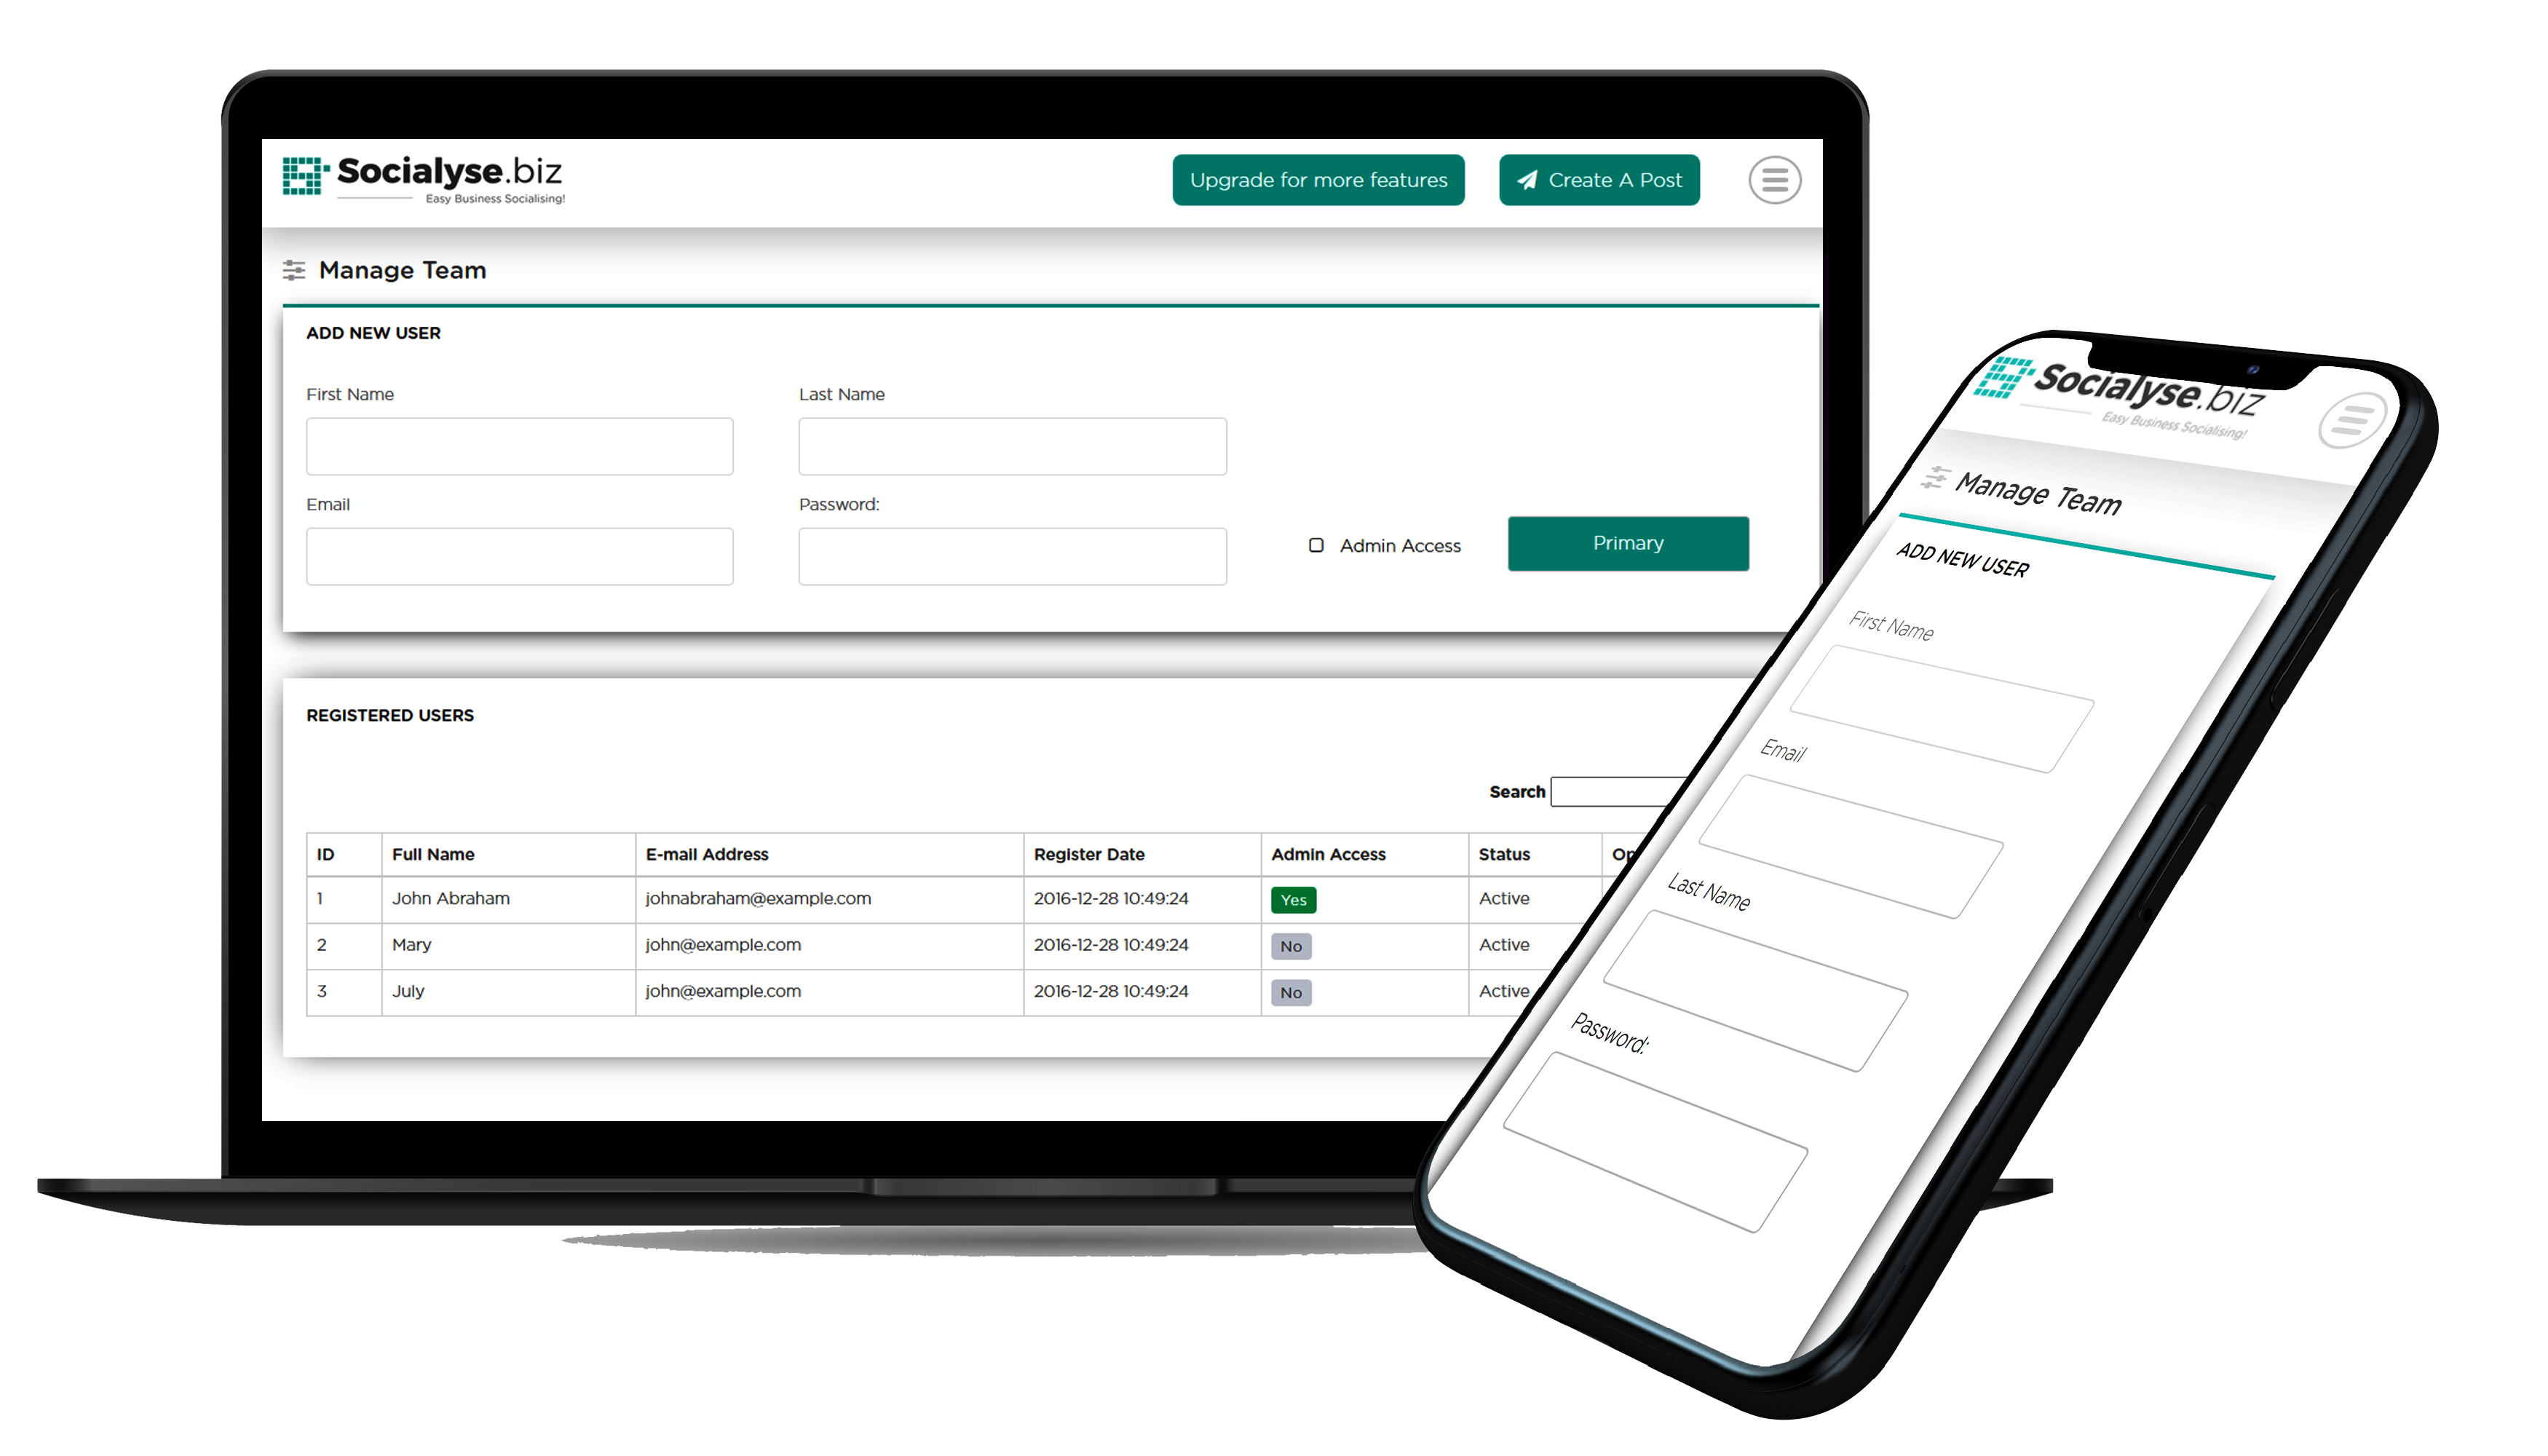 Socialyse.biz
Easy Business Socialising!
Upgrade for more features
Create A Post
Manage Team
ADD NEW USER
First Name
Last Name
Email
Password:
Admin Access
Primary
REGISTERED USERS
Search
ID Full Name E-mail Address Register Date Admin Access Status
1 John Abraham johnabraham@example.com 2016-12-28 10:49:24 Yes Active
2 Mary john@example.com 2016-12-28 10:49:24 No Active
3 July john@example.com 2016-12-28 10:49:24 No Active
Socialyse.biz
Easy Business Socialising!
Manage Team
ADD NEW USER
First Name
Email
Last Name
Password: